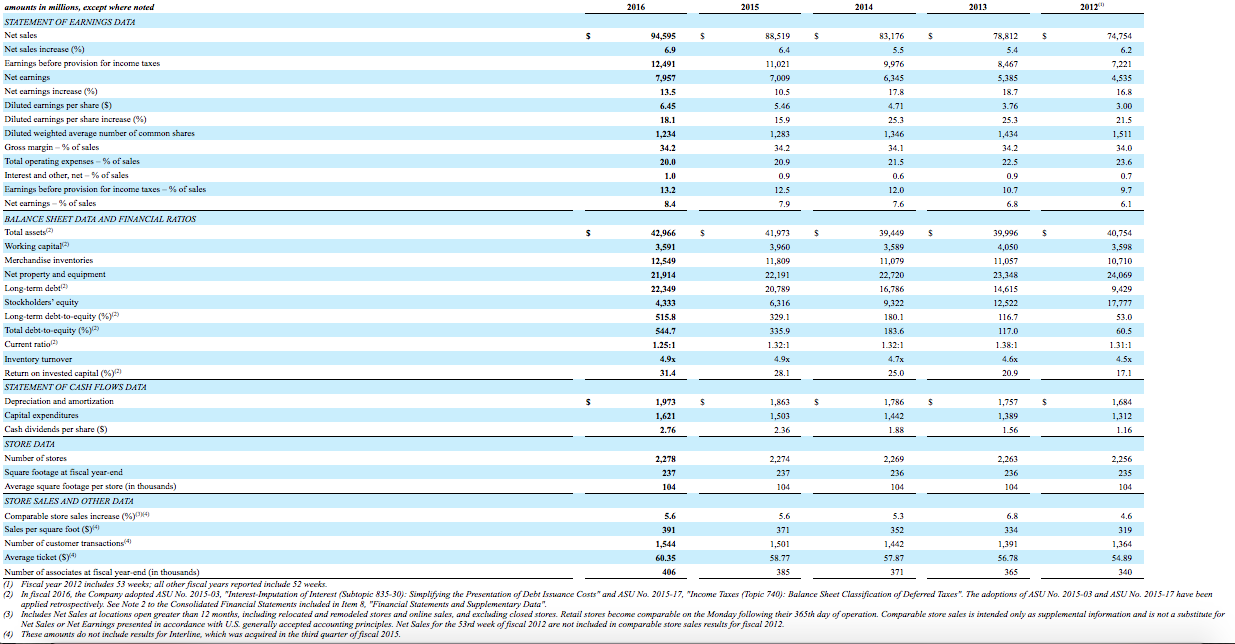 amounts in millions, except where noted 2016 2015 2014 2013 2012(1)
STATEMENT OF EARNINGS DATA
Net sales $ 94,595 $ 88,519 $ 83,176 $ 78,812 $ 74,754
Net sales increase (%) 6.9 6.4 5.5 5.4 6.2
Earnings before provision for income taxes 12,491 11,021 9,976 8,467 7,221
Net earnings 7,957 7,009 6,345 5,385 4,535
Net earnings increase (%) 13.5 10.5 17.8 18.7 16.8
Diluted earnings per share ($) 6.45 5.46 4.71 3.76 3.00
Diluted earnings per share increase (%) 18.1 15.9 25.3 25.3 21.5
Diluted weighted average number of common shares 1,234 1,283 1,346 1,434 1,511
Gross margin – % of sales 34.2 34.2 34.1 34.2 34.0
Total operating expenses – % of sales 20.0 20.9 21.5 22.5 23.6
Interest and other, net – % of sales 1.0 0.9 0.6 0.9 0.7
Earnings before provision for income taxes – % of sales 13.2 12.5 12.0 10.7 9.7
Net earnings – % of sales 8.4 7.9 7.6 6.8 6.1
BALANCE SHEET DATA AND FINANCIAL RATIOS
Total assets(2) $ 42,966 $ 41,973 $ 39,449 $ 39,996 $ 40,754
Working capital(2) 3,591 3,960 3,589 4,050 3,598
Merchandise inventories 12,549 11,809 11,079 11,057 10,710
Net property and equipment 21,914 22,191 22,720 23,348 24,069
Long-term debt(2) 22,349 20,789 16,786 14,615 9,429
Stockholders' equity 4,333 6,316 9,322 12,522 17,777
Long-term debt-to-equity (%)(2) 515.8 329.1 180.1 116.7 53.0
Total debt-to-equity (%)(2) 544.7 335.9 183.6 117.0 60.5
Current ratio(2) 1.25:1 1.32:1 1.32:1 1.38:1 1.31:1
Inventory turnover 4.9x 4.9x 4.7x 4.6x 4.5x
Return on invested capital (%)(2) 31.4 28.1 25.0 20.9 17.1
STATEMENT OF CASH FLOWS DATA
Depreciation and amortization $ 1,973 $ 1,863 $ 1,786 $ 1,757 $ 1,684
Capital expenditures 1,621 1,503 1,442 1,389 1,312
Cash dividends per share ($) 2.76 2.36 1.88 1.56 1.16
STORE DATA
Number of stores 2,278 2,274 2,269 2,263 2,256
Square footage at fiscal year-end 237 237 236 236 235
Average square footage per store (in thousands) 104 104 104 104 104
STORE SALES AND OTHER DATA
Comparable store sales increase (%)(3)(4) 5.6 5.6 5.3 6.8 4.6
Sales per square foot ($)(4) 391 371 352 334 319
Number of customer transactions(4) 1,544 1,501 1,442 1,391 1,364
Average ticket ($)(4) 60.35 58.77 57.87 56.78 54.89
Number of associates at fiscal year-end (in thousands) 406 385 371 365 340
(1) Fiscal year 2012 includes 53 weeks; all other fiscal years reported include 52 weeks.
(2) In fiscal 2016, the Company adopted ASU No. 2015-03, "Interest-Imputation of Interest (Subtopic 835-30): Simplifying the Presentation of Debt Issuance Costs" and ASU No. 2015-17, "Income Taxes (Topic 740): Balance Sheet Classification of Deferred Taxes". The adoptions of ASU No. 2015-03 and ASU No. 2015-17 have been
applied retrospectively. See Note 2 to the Consolidated Financial Statements included in Item 8, "Financial Statements and Supplementary Data".
(3) Includes Net Sales at locations open greater than 12 months, including relocated and remodeled stores and online sales, and excluding closed stores. Retail stores become comparable on the Monday following their 365th day of operation. Comparable store sales is intended only as supplemental information and is not a substitute for
Net Sales or Net Earnings presented in accordance with U.S. generally accepted accounting principles. Net Sales for the 53rd week of fiscal 2012 are not included in comparable store sales results for fiscal 2012.
(4) These amounts do not include results for Interline, which was acquired in the third quarter of fiscal 2015.